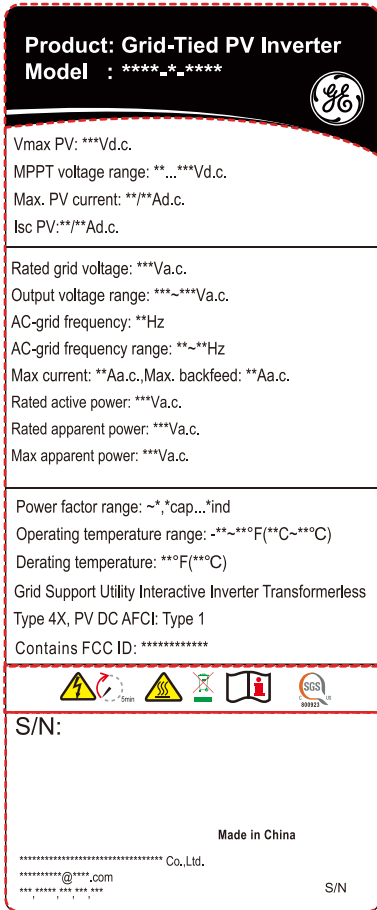 Product: Grid-Tied PV Inverter
Model : ****-*-****
GE
Vmax PV: ***Vd.c.
MPPT voltage range: **...***Vd.c.
Max. PV current: **/**Ad.c.
Isc PV:**/**Ad.c.
Rated grid voltage: ***Va.c.
Output voltage range: ***~***Va.c.
AC-grid frequency: **Hz
AC-grid frequency range: **~**Hz
Max current: **Aa.c.,Max. backfeed: **Aa.c.
Rated active power: ***Va.c.
Rated apparent power: ***Va.c.
Max apparent power: ***Va.c.
Power factor range: ~*,*cap...*ind
Operating temperature range: -**~**°F(**C~**°C)
Derating temperature: **°F(**°C)
Grid Support Utility Interactive Inverter Transformerless
Type 4X, PV DC AFCI: Type 1
Contains FCC ID: ************
5min
SGS
C US
800923
S/N:
Made in China
********************************* Co.,Ltd.
**********@****.com
***,*****,***,***,***
S/N